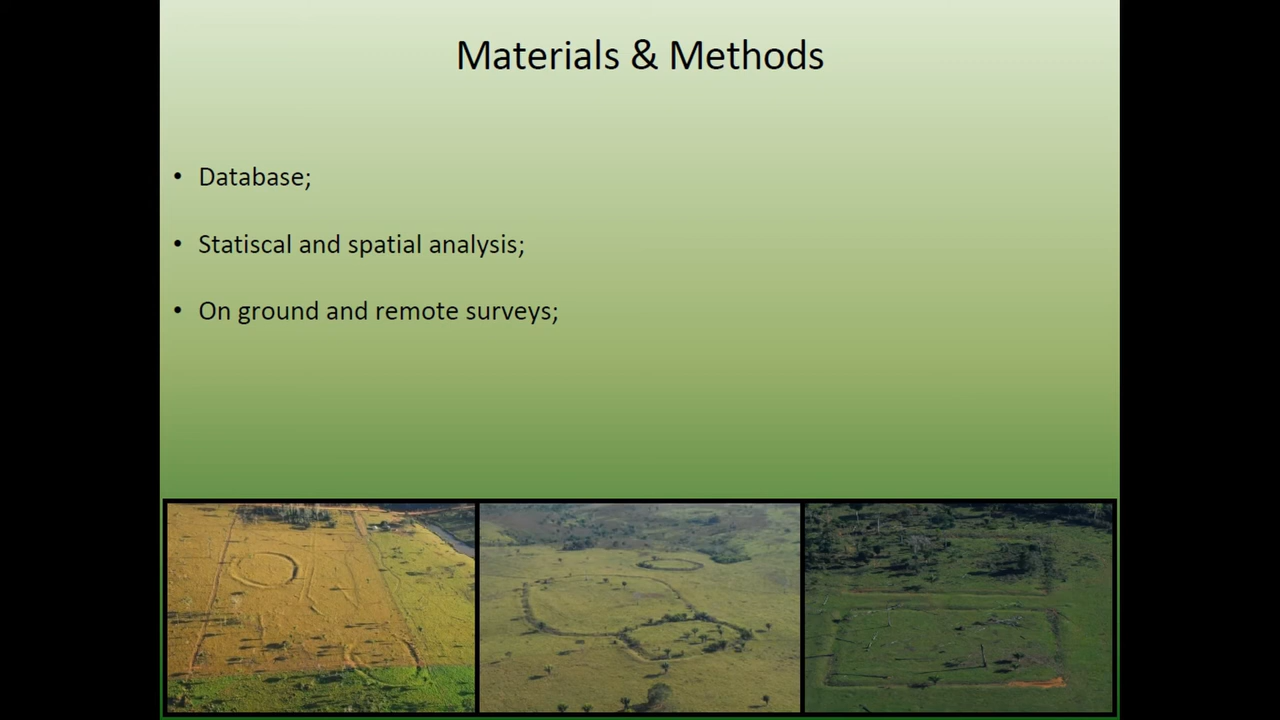 Materials & Methods
• Database;
• Statiscal and spatial analysis;
• On ground and remote surveys;